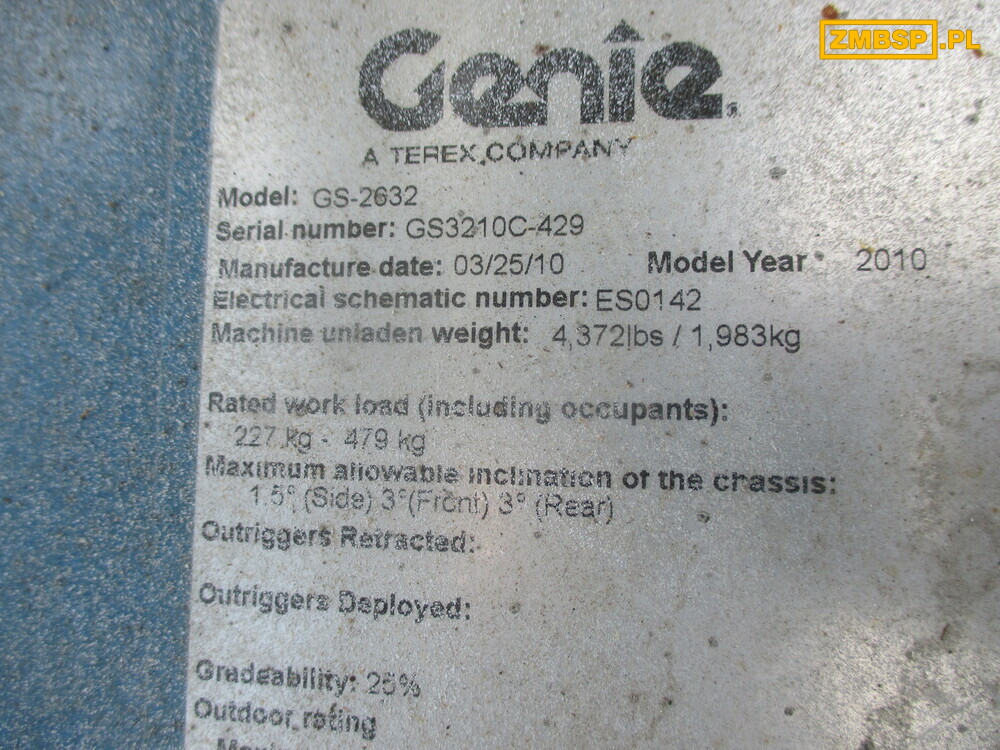 ZMBSP.PL
Genie.
A TEREX COMPANY
Model: GS-2632
Serial number: GS3210C-429
Manufacture date: 03/25/10 Model Year: 2010
Electrical schematic number: ES0142
Machine unladen weight: 4,372lbs / 1,983kg
Rated work load (including occupants):
227 kg - 479 kg
Maximum allowable inclination of the chassis:
1.5° (Side) 3°(Front) 3° (Rear)
Outriggers Retracted:
Outriggers Deployed:
Gradeability: 25%
Outdoor rating